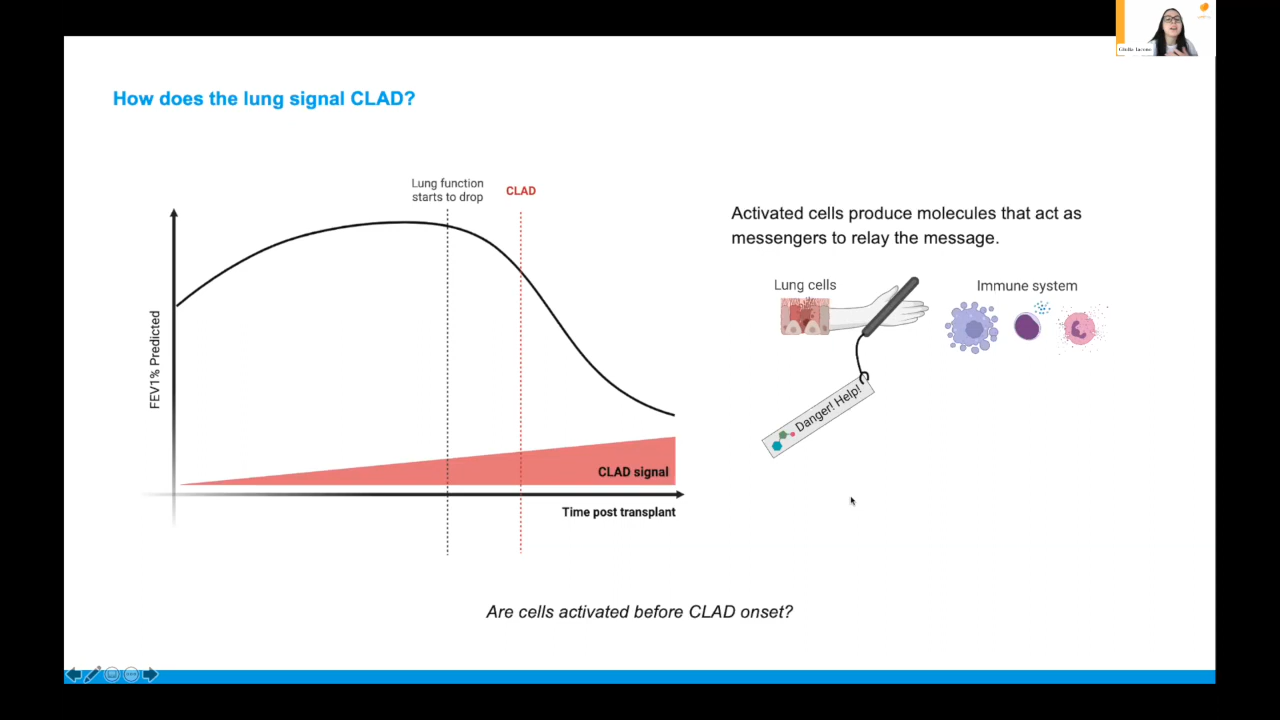 How does the lung signal CLAD?
Lung function
starts to drop
CLAD
FEV1% Predicted
CLAD signal
Time post transplant
Activated cells produce molecules that act as
messengers to relay the message.
Lung cells
Immune system
Danger! Help!
Are cells activated before CLAD onset?
Giulia Iacono